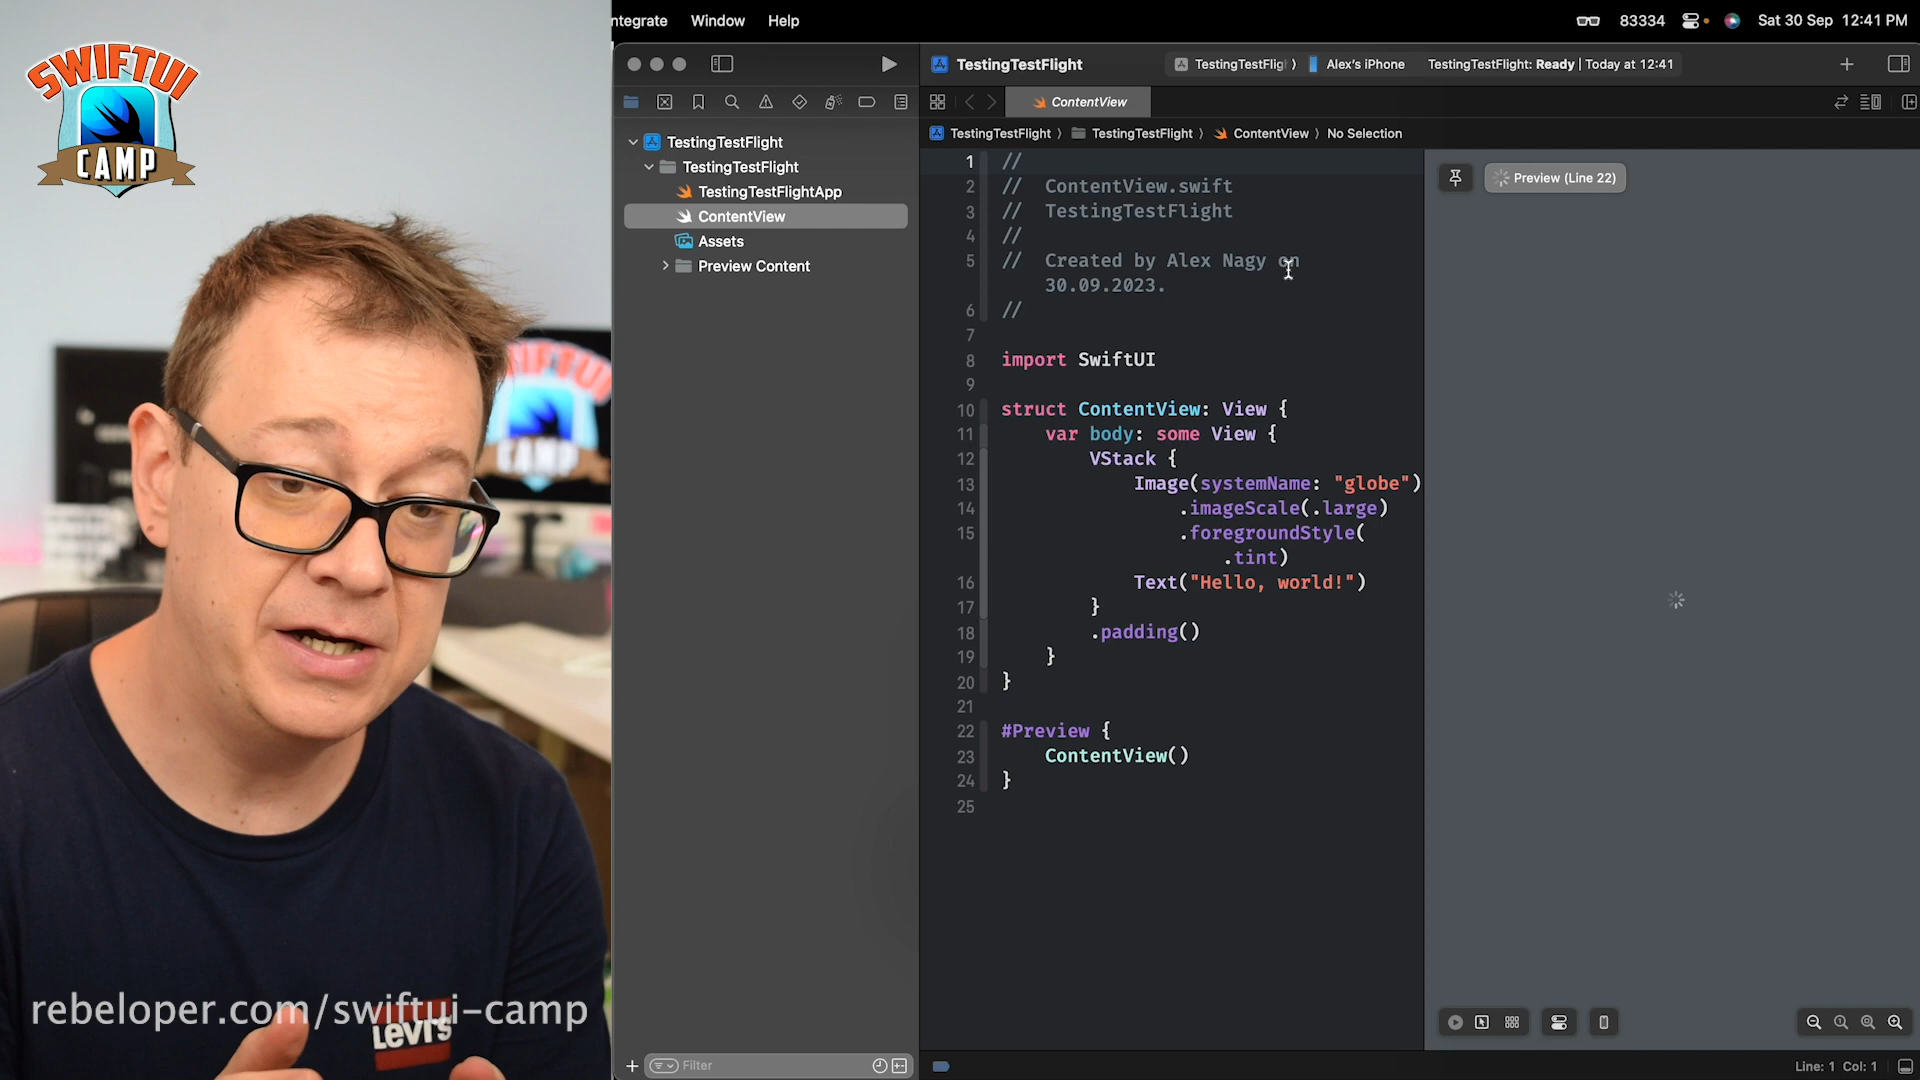 ntegrate Window Help 83334 Sat 30 Sep 12:41 PM
SWIFTUI
CAMP
TestingTestFlight TestingTestFlig Alex's iPhone TestingTestFlight: Ready | Today at 12:41
ContentView
TestingTestFlight TestingTestFlight ContentView No Selection
TestingTestFlight
TestingTestFlight
TestingTestFlightApp
ContentView
Assets
Preview Content
1 //
2 // ContentView.swift
3 // TestingTestFlight
4 //
5 // Created by Alex Nagy on
30.09.2023.
6 //
7
8 import SwiftUI
9
10 struct ContentView: View {
11 var body: some View {
12 VStack {
13 Image(systemName: "globe")
14 .imageScale(.large)
15 .foregroundStyle(
.tint)
16 Text("Hello, world!")
17 }
18 .padding()
19 }
20 }
21
22 #Preview {
23 ContentView()
24 }
25
Preview (Line 22)
SWIFTUI
CAMP
rebeloper.com/swiftui-camp
Levi's
Filter
Line: 1 Col: 1